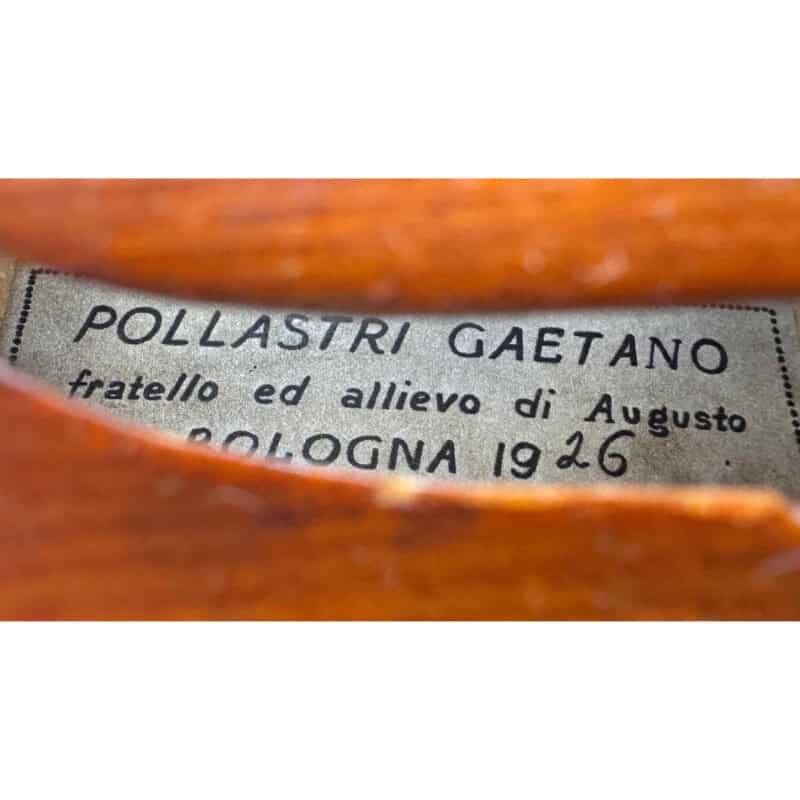 POLLASTRI GAETANO
fratello ed allievo di Augusto
BOLOGNA 1926